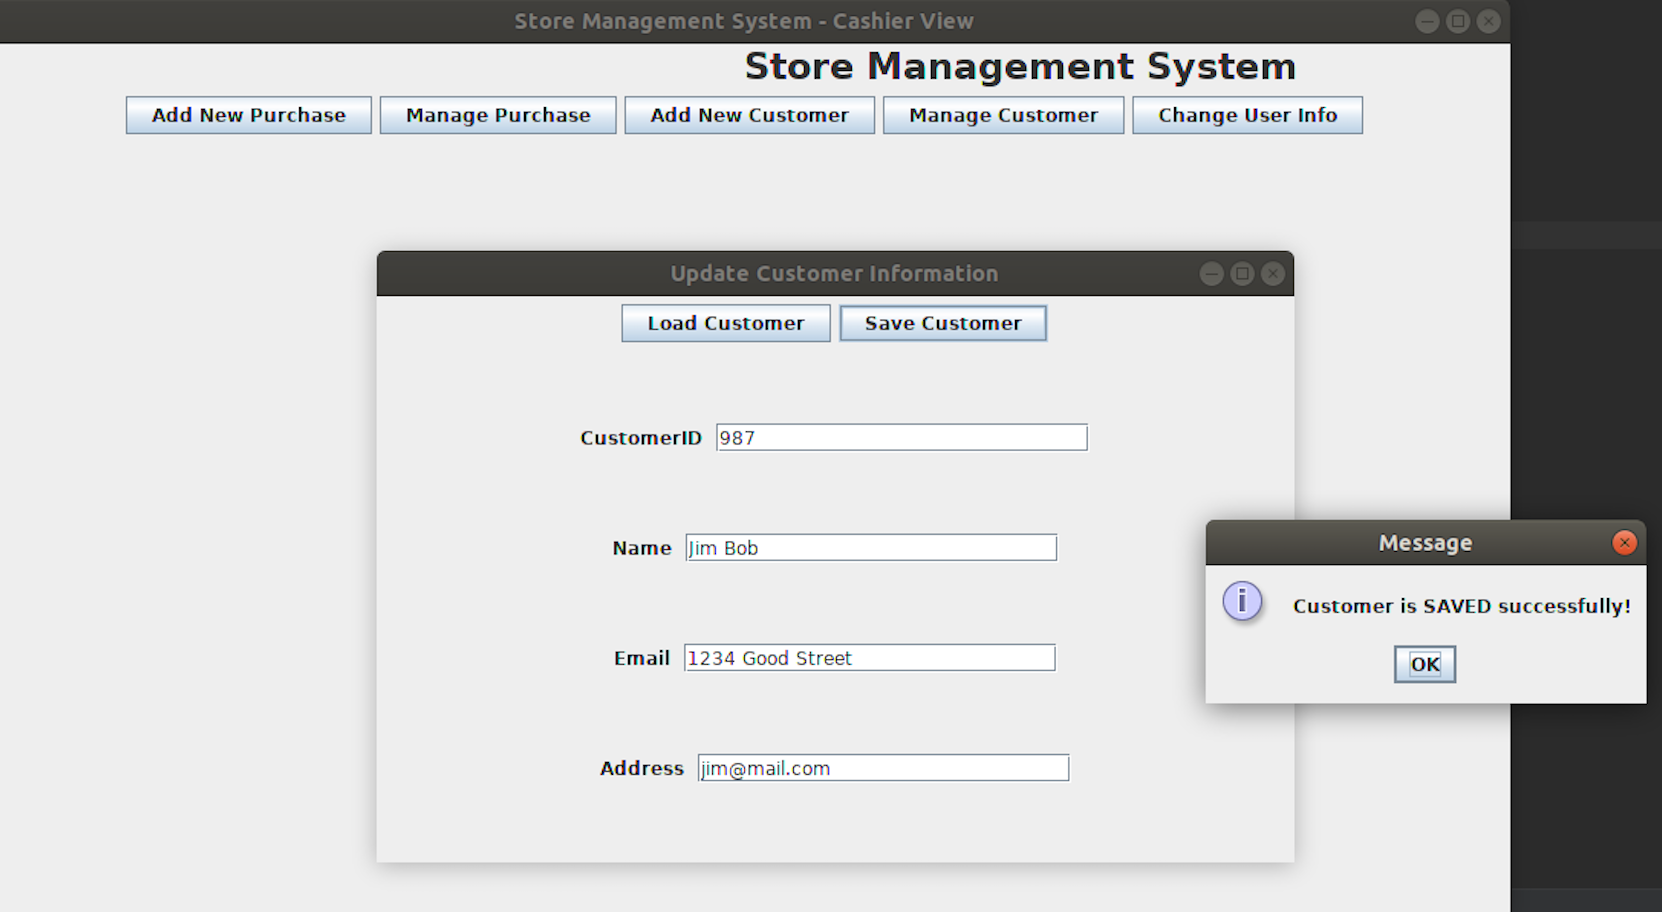 Store Management System - Cashier View
Store Management System
Add New Purchase Manage Purchase Add New Customer Manage Customer Change User Info
Update Customer Information
Load Customer Save Customer
CustomerID 987
Name Jim Bob
Email 1234 Good Street
Address jim@mail.com
Message
i Customer is SAVED successfully!
OK